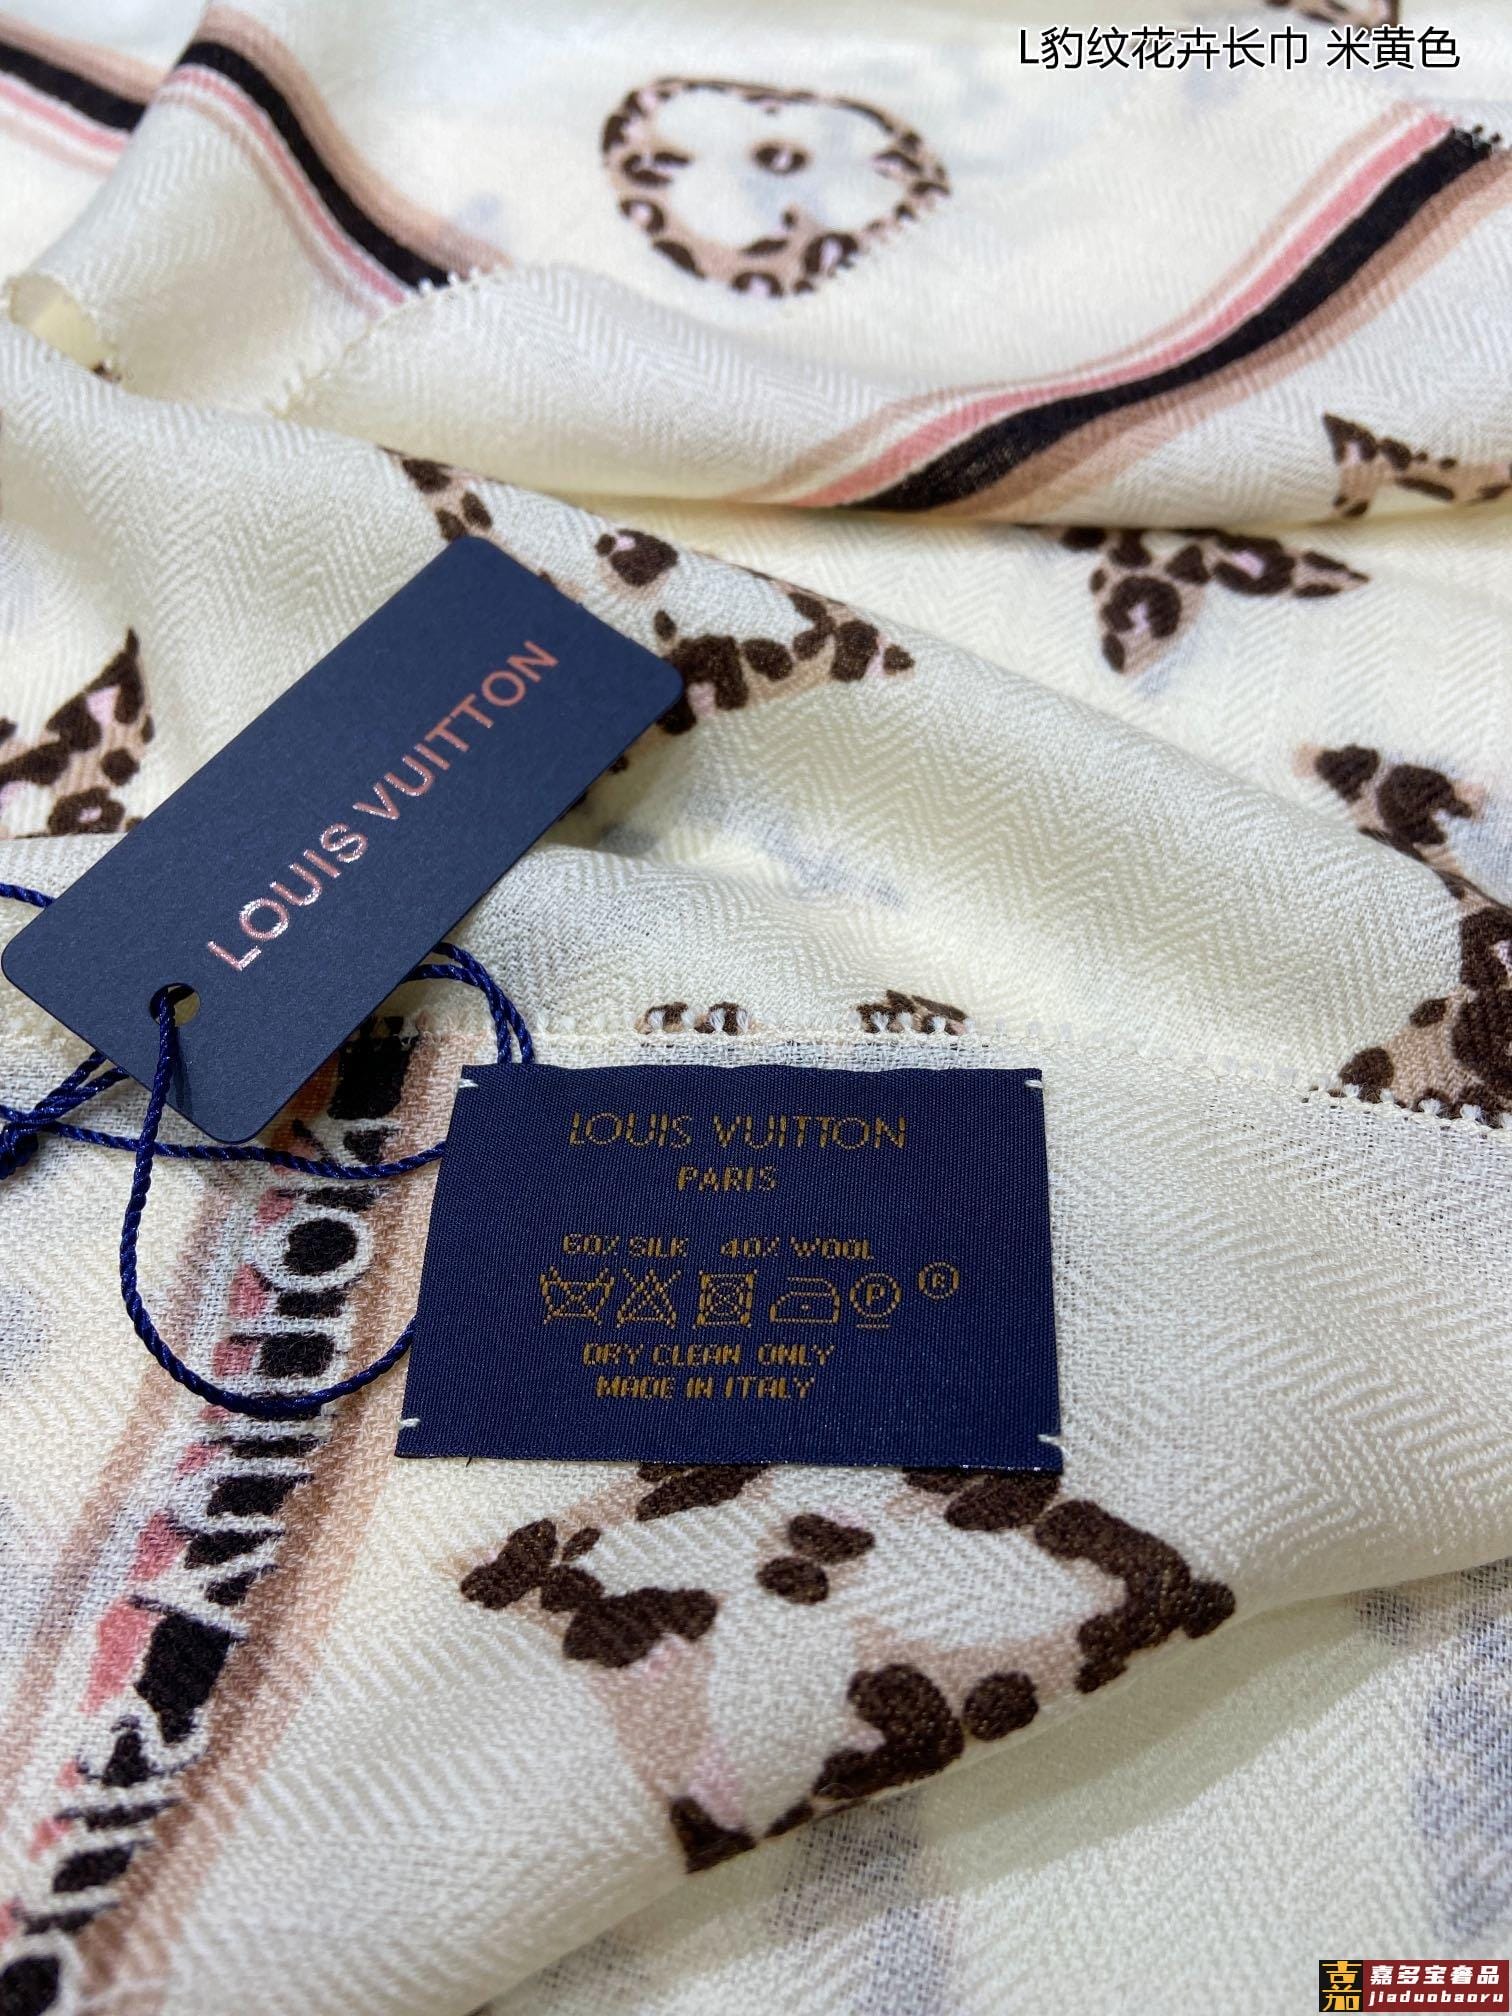 L豹纹花卉长巾 米黄色
LOUIS VUITTON
LOUIS VUITTON
PARIS
60% SILK 40% WOOL
P ®
DRY CLEAN ONLY
MADE IN ITALY
嘉多宝奢品
jiaduobaoru